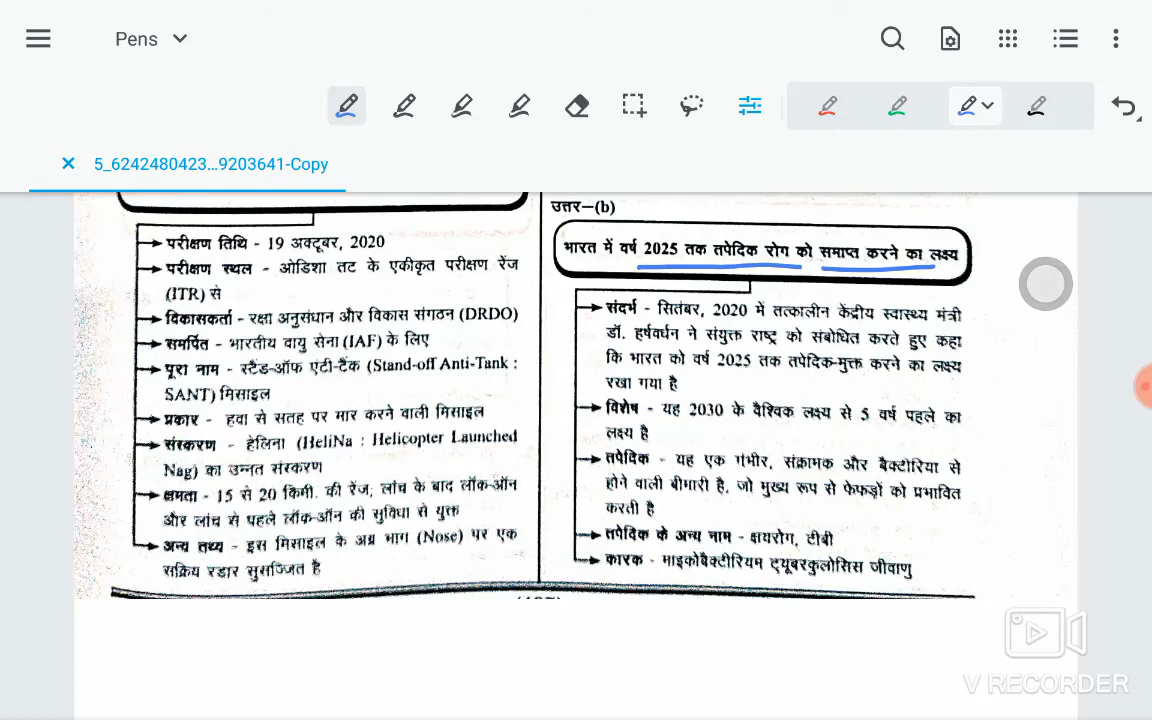 Pens
5_6242480423...9203641-Copy
परीक्षण तिथि - 19 अक्टूबर, 2020
परीक्षण स्थल - ओडिशा तट के एकीकृत परीक्षण रेंज
(ITR) से
विकासकर्ता - रक्षा अनुसंधान और विकास संगठन (DRDO)
समर्पित - भारतीय वायु सेना (IAF) के लिए
पूरा नाम - स्टैंड-ऑफ एंटी-टैंक (Stand-off Anti-Tank :
SANT) मिसाइल
प्रकार - हवा से सतह पर मार करने वाली मिसाइल
संस्करण - हेलिना (HeliNa : Helicopter Launched
Nag) का उन्नत संस्करण
क्षमता - 15 से 20 किमी. की रेंज; लांच के बाद लॉक-ऑन
और लांच से पहले लॉक-ऑन की सुविधा से युक्त
अन्य तथ्य - इस मिसाइल के अग्र भाग (Nose) पर एक
सक्रिय रडार सुसज्जित है
उत्तर–(b)
भारत में वर्ष 2025 तक तपेदिक रोग को समाप्त करने का लक्ष्य
संदर्भ - सितंबर, 2020 में तत्कालीन केंद्रीय स्वास्थ्य मंत्री
डॉ. हर्षवर्धन ने संयुक्त राष्ट्र को संबोधित करते हुए कहा
कि भारत को वर्ष 2025 तक तपेदिक-मुक्त करने का लक्ष्य
रखा गया है
विशेष - यह 2030 के वैश्विक लक्ष्य से 5 वर्ष पहले का
लक्ष्य है
तपेदिक - यह एक गंभीर, संक्रामक और बैक्टीरिया से
होने वाली बीमारी है, जो मुख्य रूप से फेफड़ों को प्रभावित
करती है
तपेदिक के अन्य नाम - क्षयरोग, टीबी
कारक - माइकोबैक्टीरियम ट्यूबरकुलोसिस जीवाणु
V RECORDER